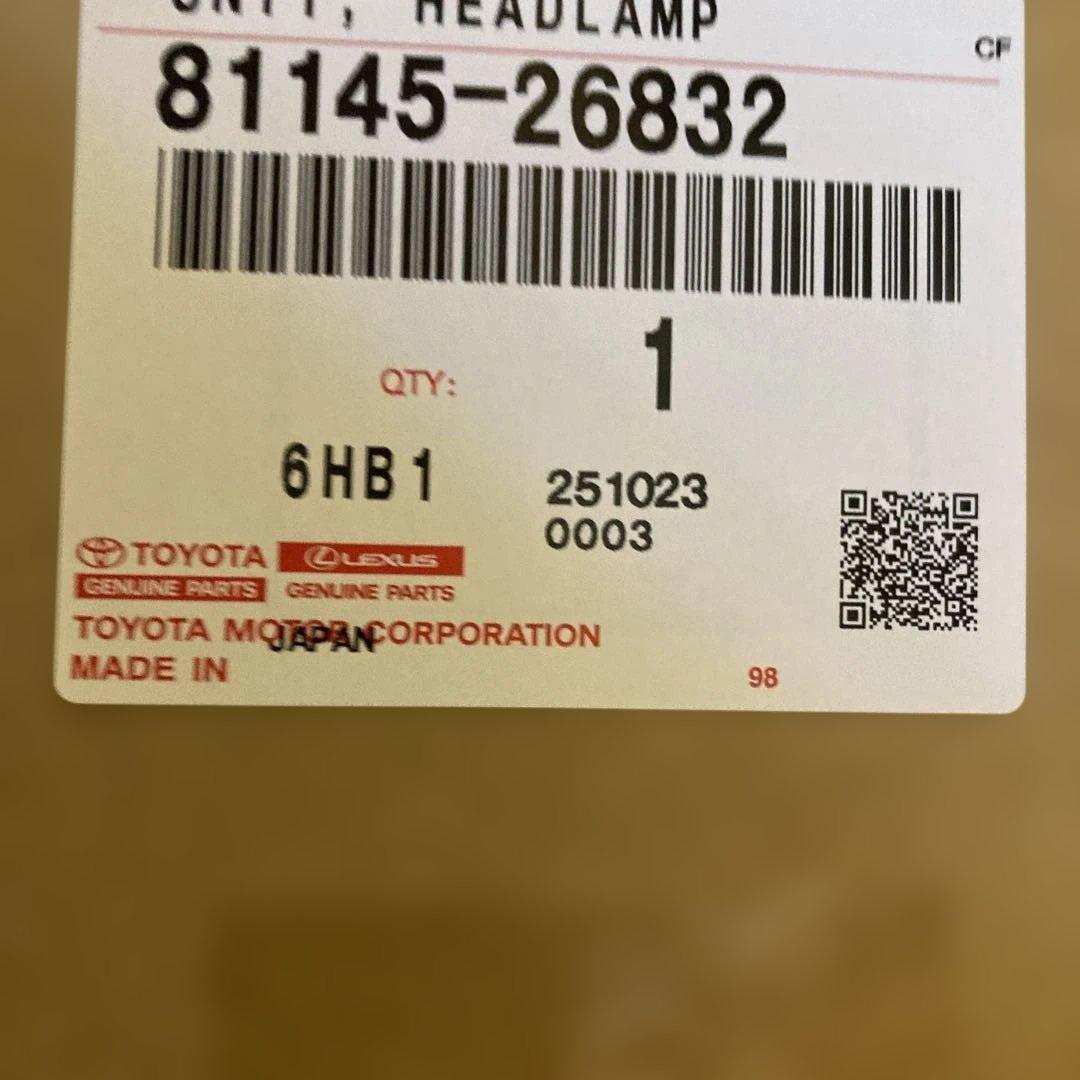 UNIT, HEADLAMP
CF
81145-26832
QTY: 1
6HB1
251023
0003
TOYOTA
GENUINE PARTS
LEXUS
GENUINE PARTS
TOYOTA MOTOR CORPORATION
MADE IN JAPAN
98